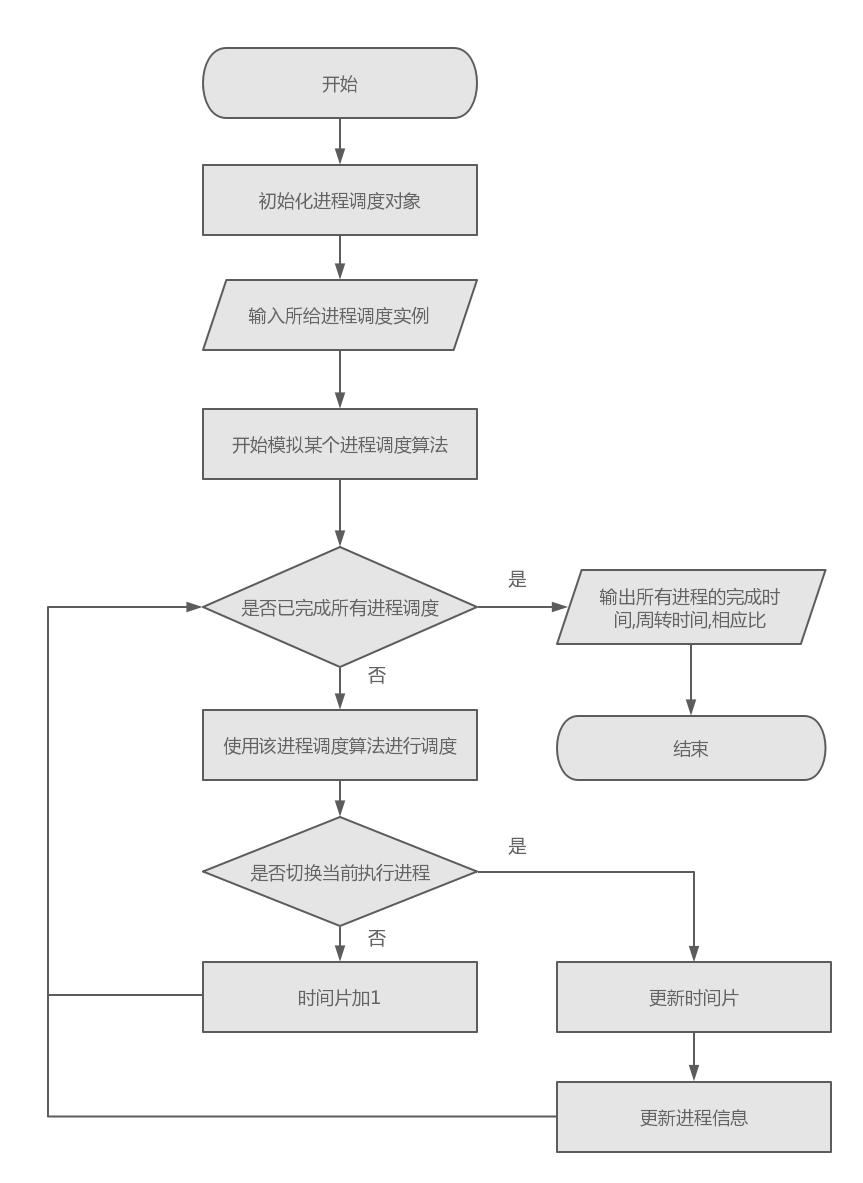 开始
初始化进程调度对象
输入所给进程调度实例
开始模拟某个进程调度算法
是否已完成所有进程调度
是
输出所有进程的完成时
间,周转时间,相应比
结束
否
使用该进程调度算法进行调度
是否切换当前执行进程
是
否
时间片加1
更新时间片
更新进程信息